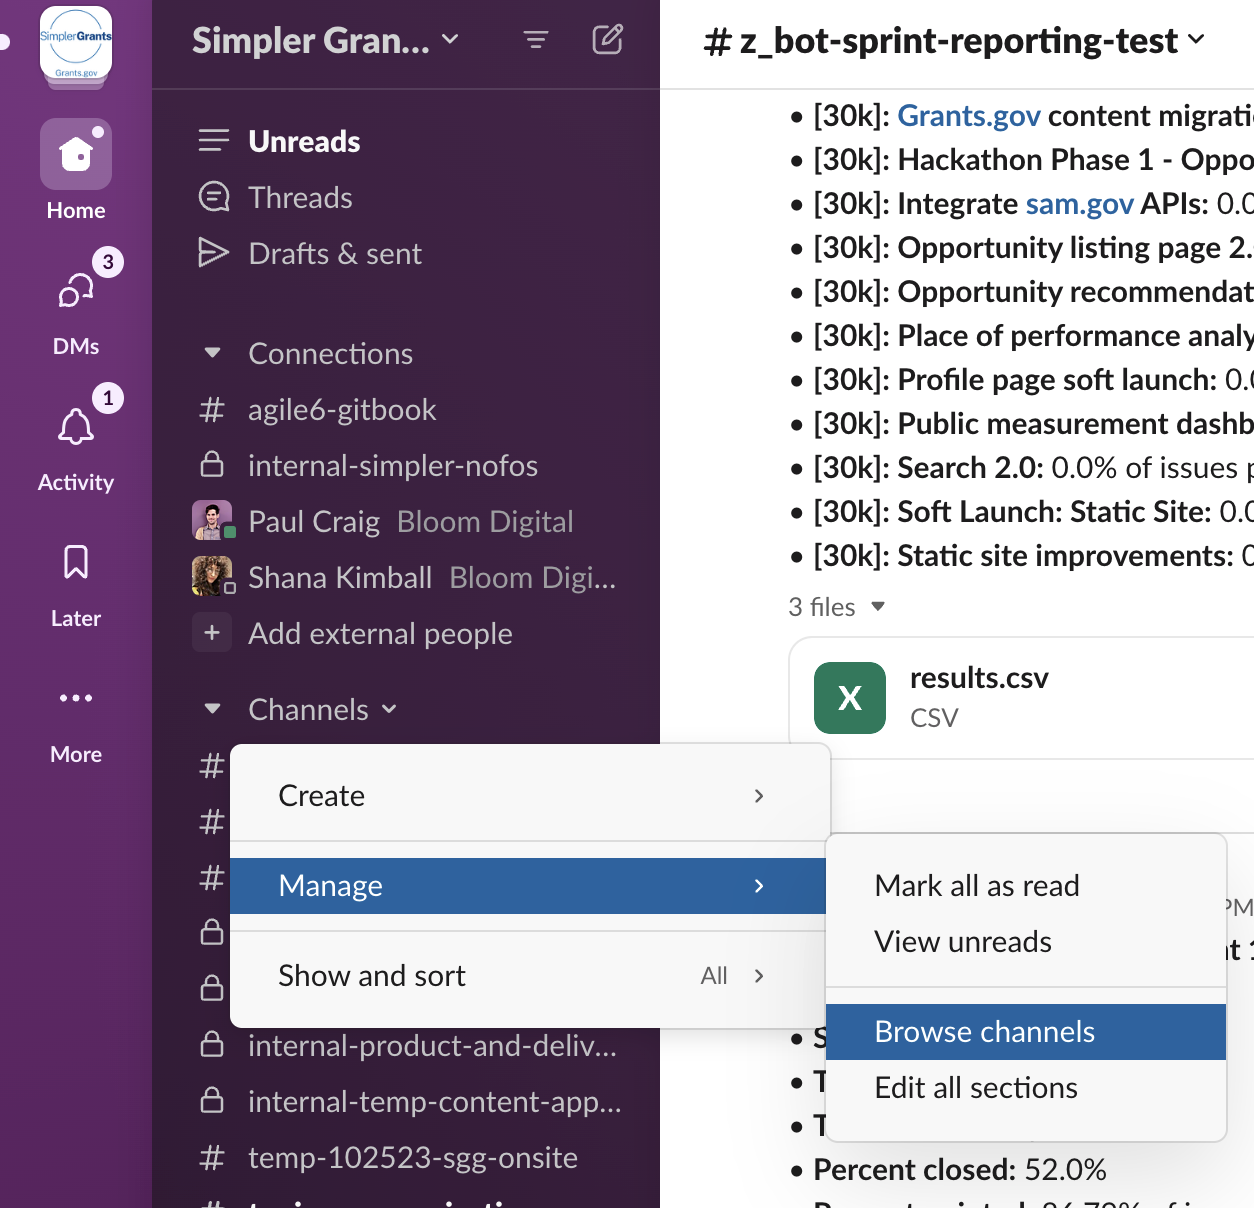 SimplerGrants
Grants.gov
Home
3
DMs
1
Activity
Later
More
Simpler Gran...
Unreads
Threads
Drafts & sent
Connections
# agile6-gitbook
internal-simpler-nofos
Paul Craig Bloom Digital
Shana Kimball Bloom Digi...
+ Add external people
Channels
#
#
#
internal-product-and-deliv...
internal-temp-content-app...
# temp-102523-sgg-onsite
Create
Manage
Show and sort All
Mark all as read
View unreads
Browse channels
Edit all sections
# z_bot-sprint-reporting-test
• [30k]: Grants.gov content migrati
• [30k]: Hackathon Phase 1 - Oppo
• [30k]: Integrate sam.gov APIs: 0.0
• [30k]: Opportunity listing page 2.
• [30k]: Opportunity recommendat
• [30k]: Place of performance analy
• [30k]: Profile page soft launch: 0.0
• [30k]: Public measurement dashb
• [30k]: Search 2.0: 0.0% of issues p
• [30k]: Soft Launch: Static Site: 0.0
• [30k]: Static site improvements: 0
3 files
X
results.csv
CSV
PM
nt 1
• S
• T
• T
• Percent closed: 52.0%